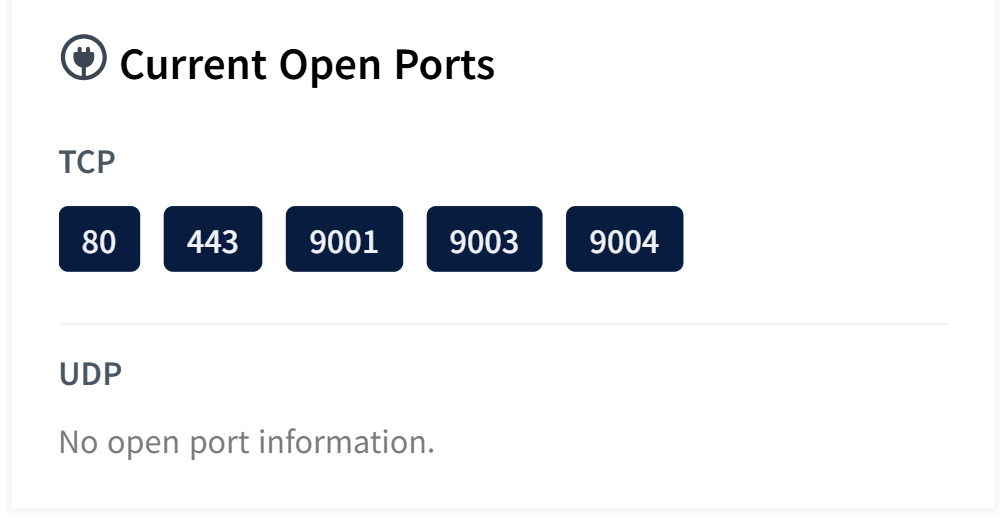 Current Open Ports
TCP
80 443 9001 9003 9004
UDP
No open port information.